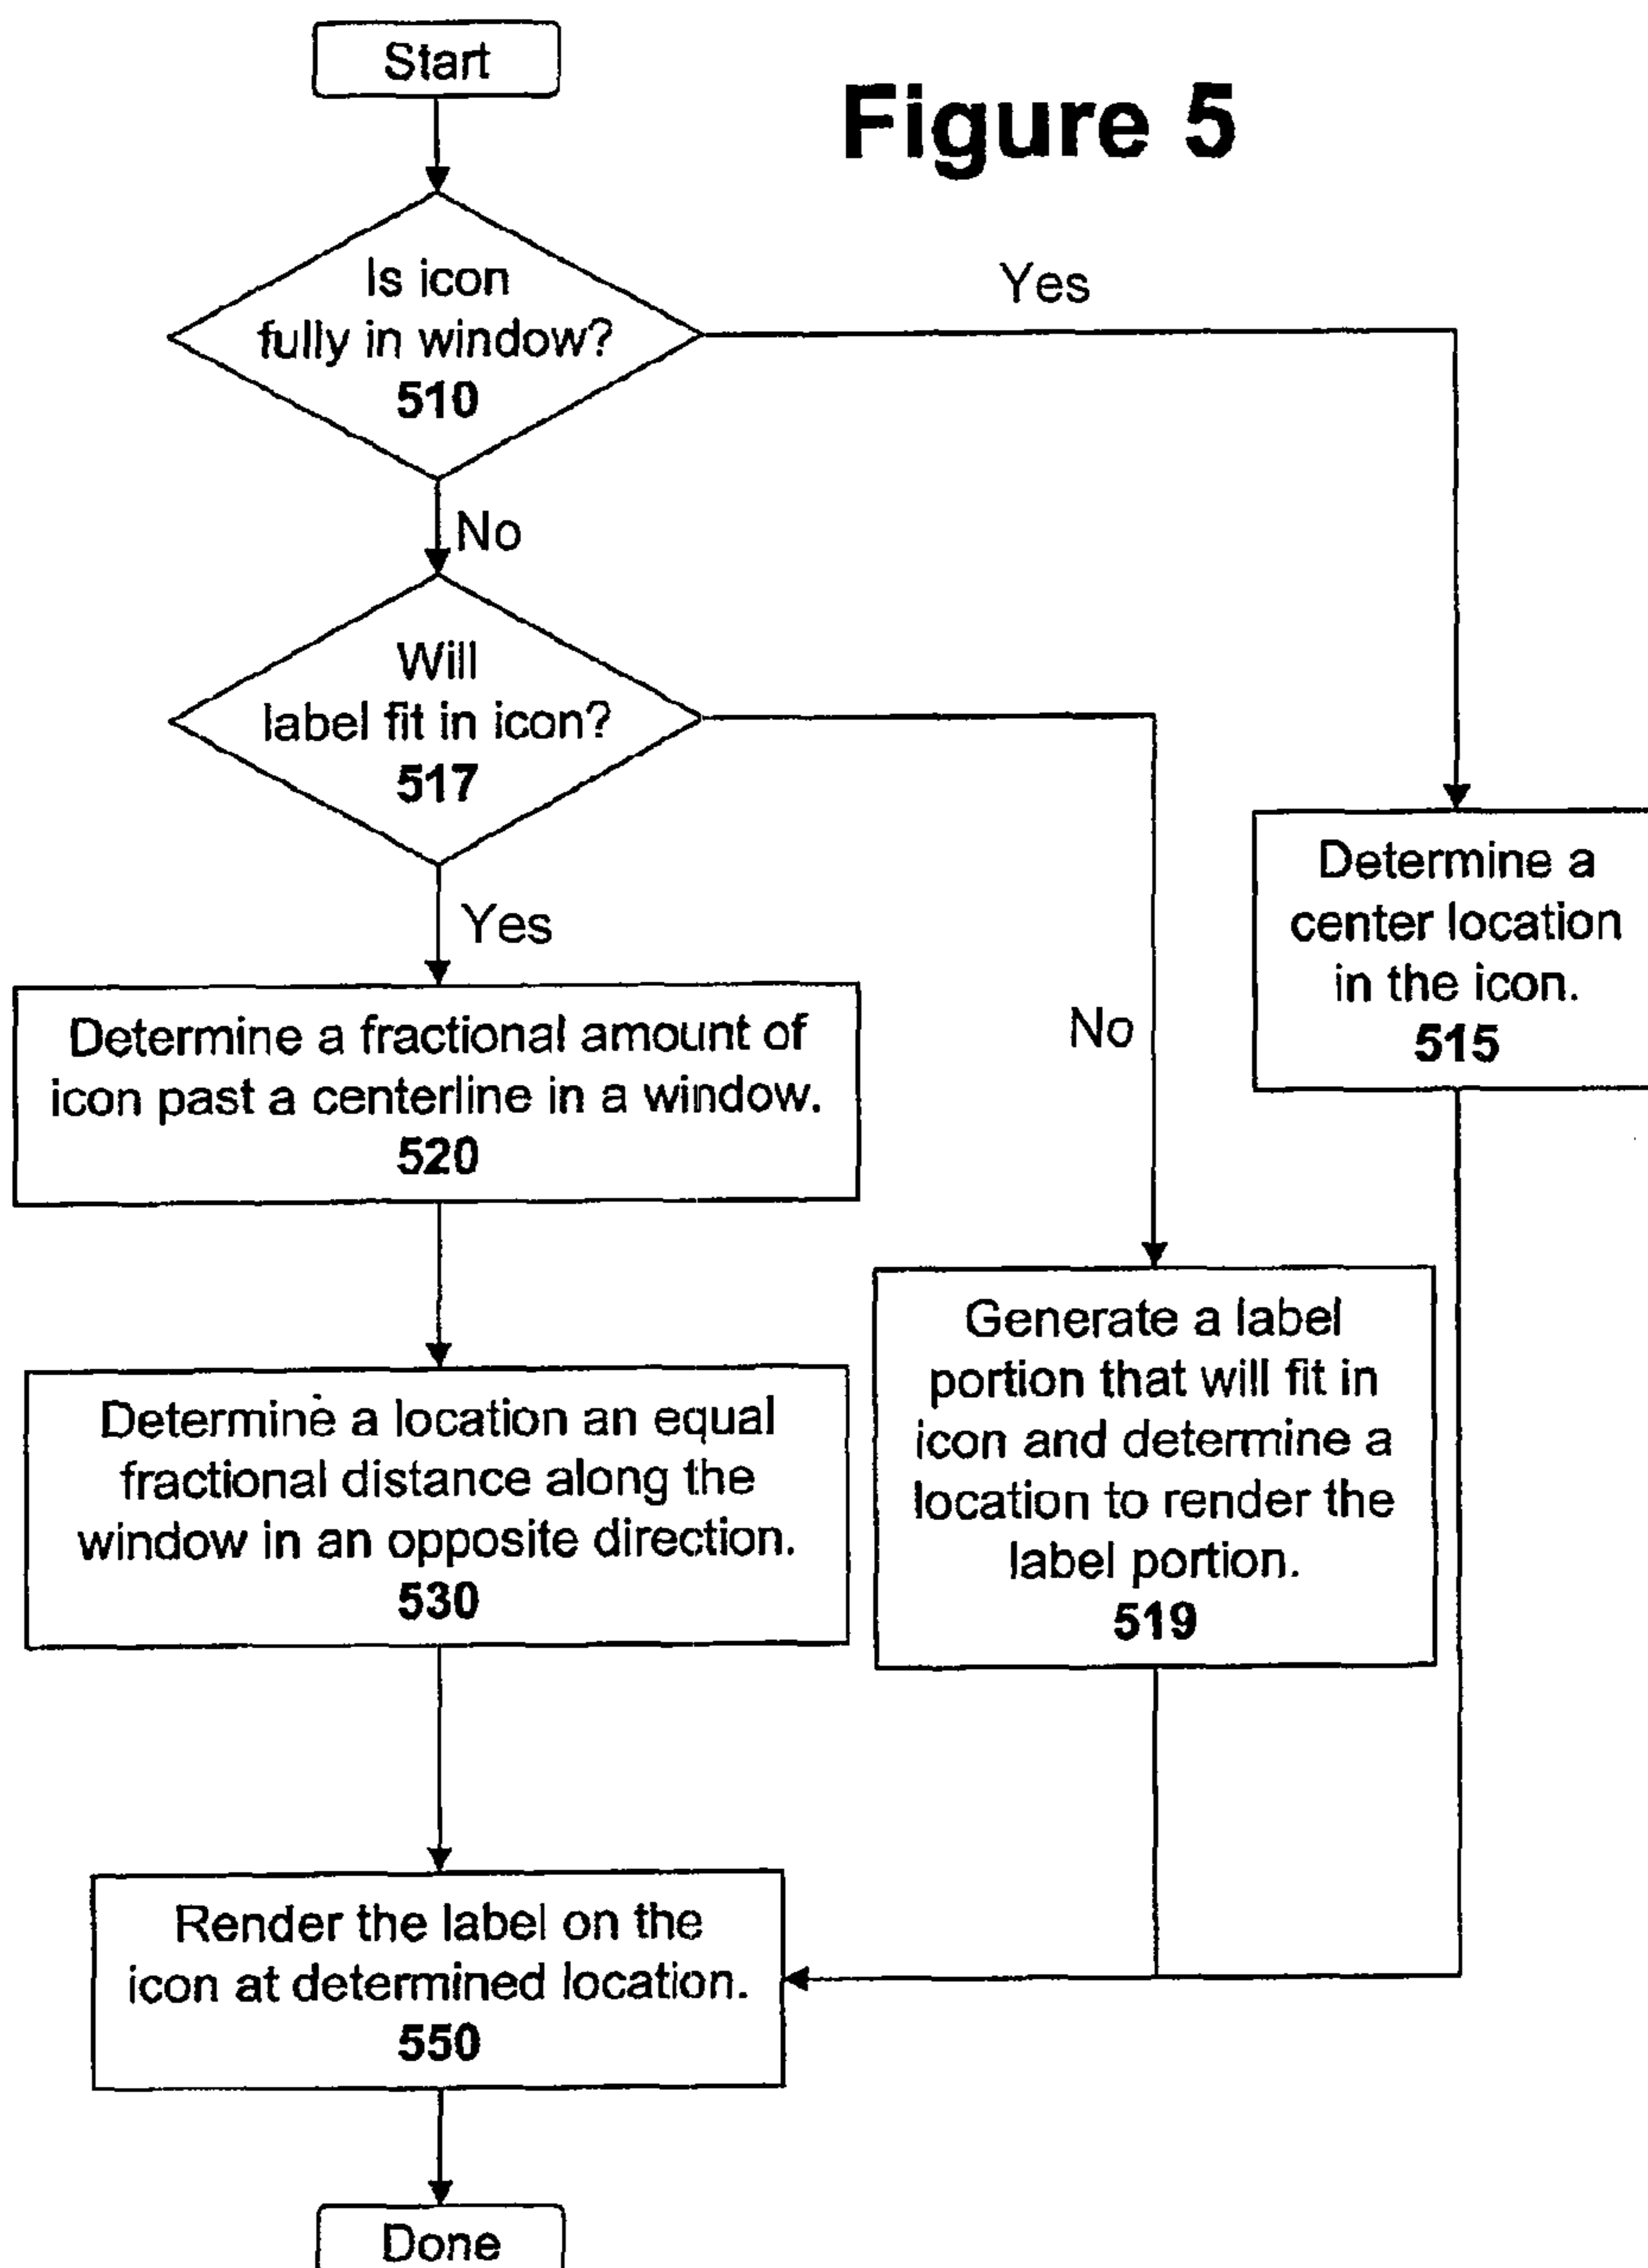 Start
Figure 5
Is icon
fully in window?
510
Yes
No
Will
label fit in icon?
517
Yes
No
Determine a
center location
in the icon.
515
Determine a fractional amount of
icon past a centerline in a window.
520
Generate a label
portion that will fit in
icon and determine a
location to render the
label portion.
519
Determine a location an equal
fractional distance along the
window in an opposite direction.
530
Render the label on the
icon at determined location.
550
Done